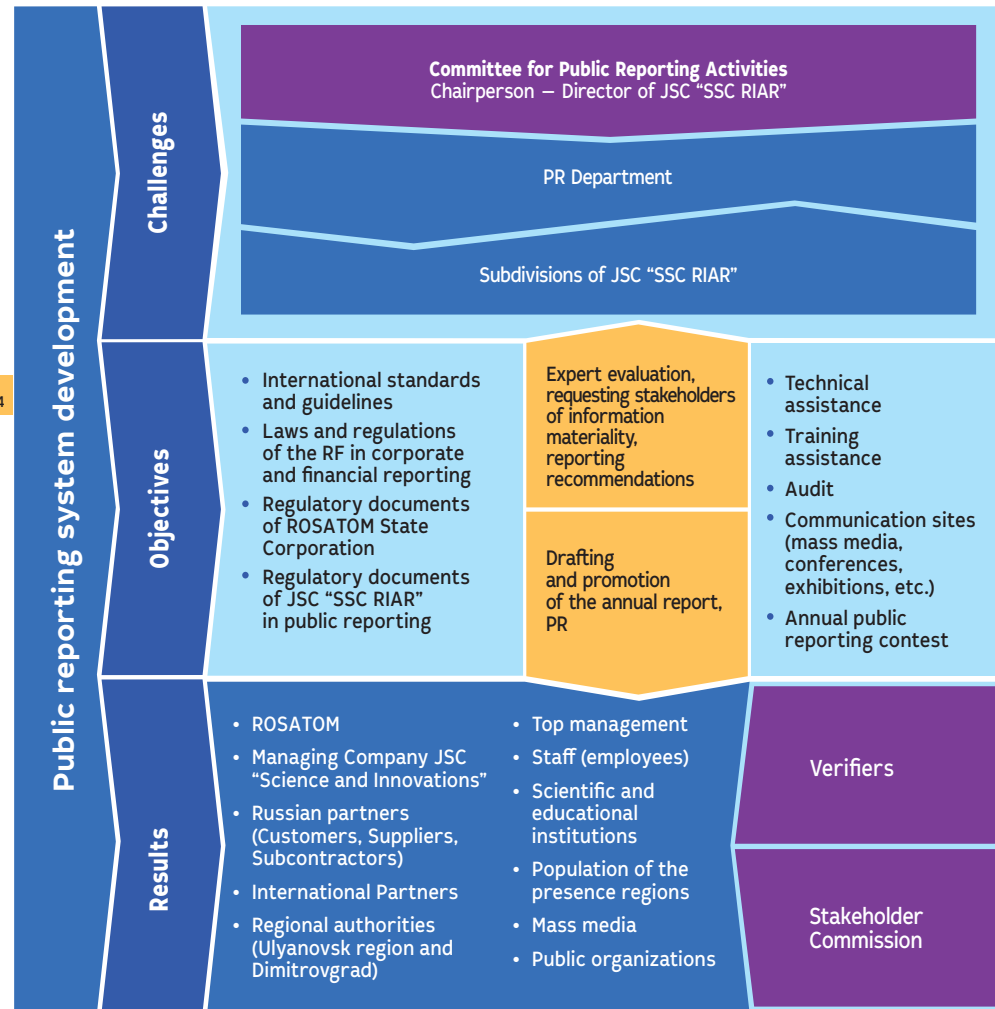 Public reporting system development
Challenges
Committee for Public Reporting Activities
Chairperson — Director of JSC “SSC RIAR”
PR Department
Subdivisions of JSC “SSC RIAR”
4
Objectives
• International standards
and guidelines
• Laws and regulations
of the RF in corporate
and financial reporting
• Regulatory documents
of ROSATOM State
Corporation
• Regulatory documents
of JSC “SSC RIAR”
in public reporting
Expert evaluation,
requesting stakeholders
of information
materiality,
reporting
recommendations
Drafting
and promotion
of the annual report,
PR
• Technical
assistance
• Training
assistance
• Audit
• Communication sites
(mass media,
conferences,
exhibitions, etc.)
• Annual public
reporting contest
Results
• ROSATOM
• Managing Company JSC
“Science and Innovations”
• Russian partners
(Customers, Suppliers,
Subcontractors)
• International Partners
• Regional authorities
(Ulyanovsk region and
Dimitrovgrad)
• Top management
• Staff (employees)
• Scientific and
educational
institutions
• Population of the
presence regions
• Mass media
• Public organizations
Verifiers
Stakeholder
Commission